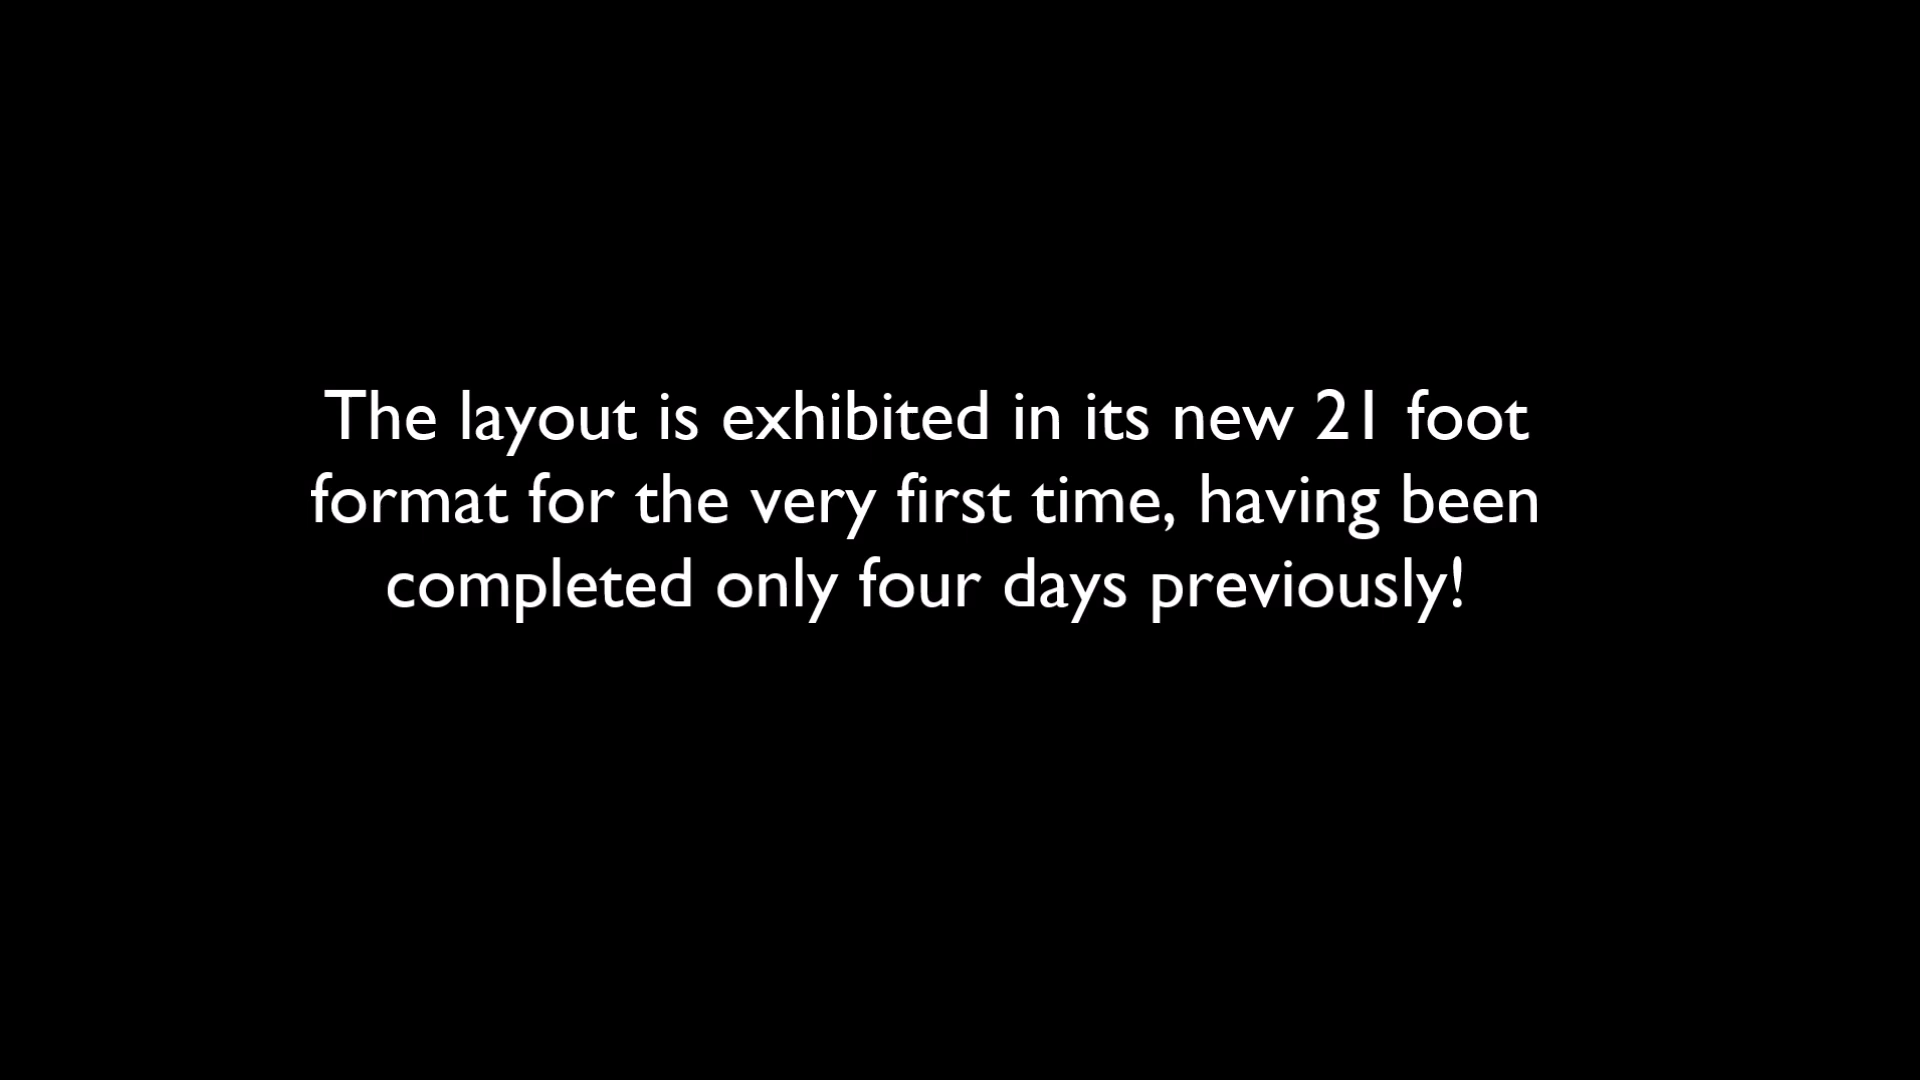 The layout is exhibited in its new 21 foot
format for the very first time, having been
completed only four days previously!